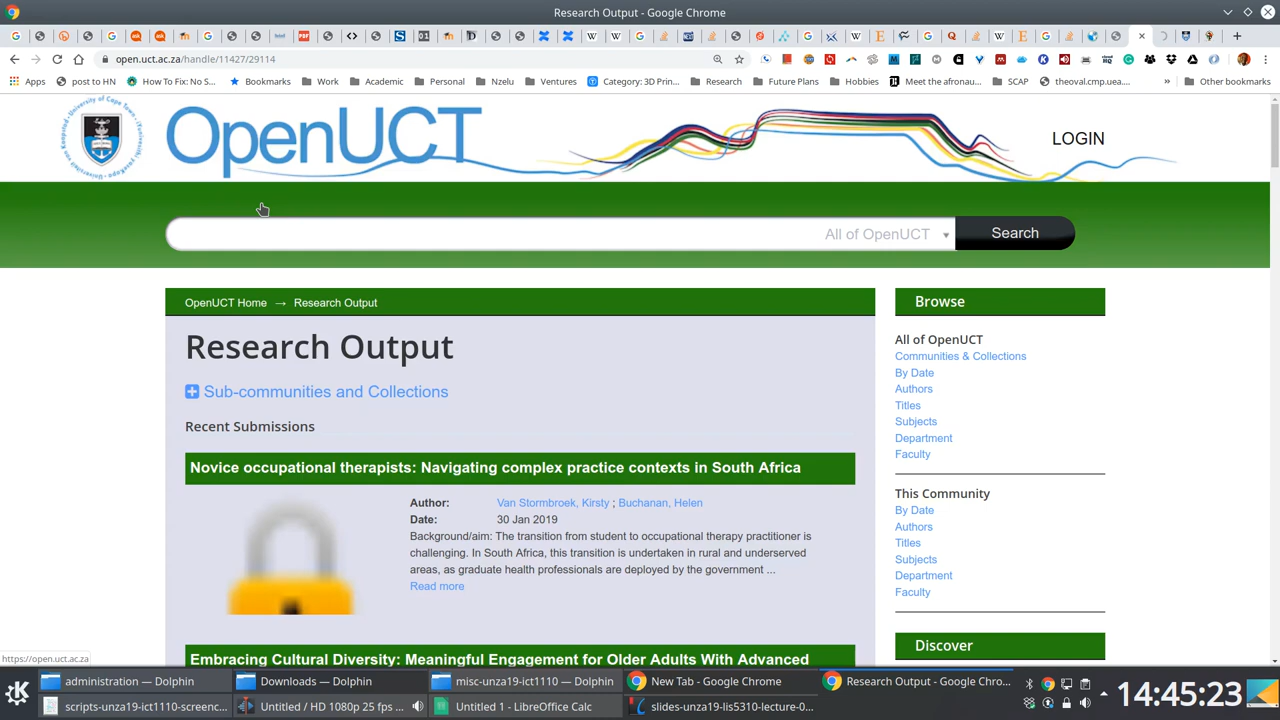 Research Output - Google Chrome
open.uct.ac.za/handle/11427/29114
Apps post to HN How To Fix: No S... Bookmarks Work Academic Personal Nzelu Ventures Category: 3D Prin... Research Future Plans Hobbies Meet the afronau... SCAP theoval.cmp.uea.... » Other bookmarks
OpenUCT
LOGIN
All of OpenUCT Search
OpenUCT Home → Research Output
Browse
Research Output
All of OpenUCT
Communities & Collections
By Date
Authors
Titles
Subjects
Department
Faculty
Sub-communities and Collections
Recent Submissions
Novice occupational therapists: Navigating complex practice contexts in South Africa
Author: Van Stormbroek, Kirsty ; Buchanan, Helen
Date: 30 Jan 2019
Background/aim: The transition from student to occupational therapy practitioner is
challenging. In South Africa, this transition is undertaken in rural and underserved
areas, as graduate health professionals are deployed by the government ...
Read more
This Community
By Date
Authors
Titles
Subjects
Department
Faculty
Discover
Embracing Cultural Diversity: Meaningful Engagement for Older Adults With Advanced
https://open.uct.ac.za
administration — Dolphin Downloads — Dolphin misc-unza19-ict1110 — Dolphin New Tab - Google Chrome Research Output - Google Chro...
scripts-unza19-ict1110-screenc... Untitled / HD 1080p 25 fps ... Untitled 1 - LibreOffice Calc slides-unza19-lis5310-lecture-0...
14:45:23